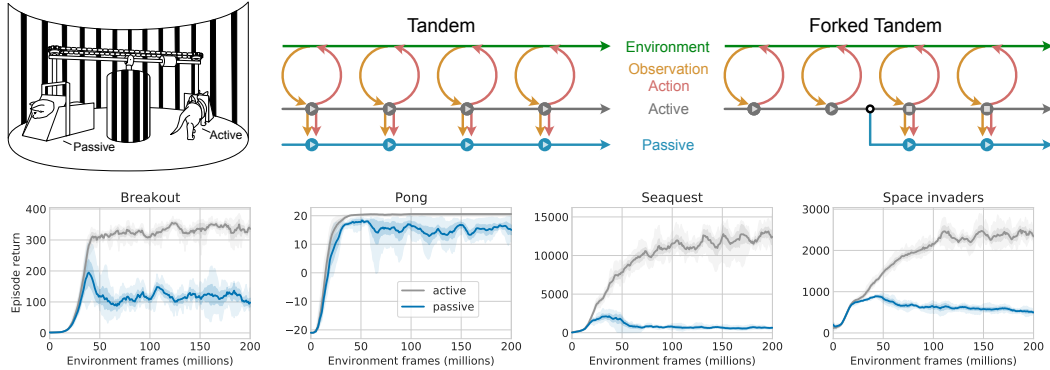 Passive
Active
Tandem
Forked Tandem
Environment
Observation
Action
Active
Passive
Breakout
Pong
Seaquest
Space invaders
Episode return
400
300
200
100
0
0 50 100 150 200
Environment frames (millions)
20
10
0
−10
−20
active
passive
0 50 100 150 200
Environment frames (millions)
15000
10000
5000
0
0 50 100 150 200
Environment frames (millions)
3000
2000
1000
0
0 50 100 150 200
Environment frames (millions)